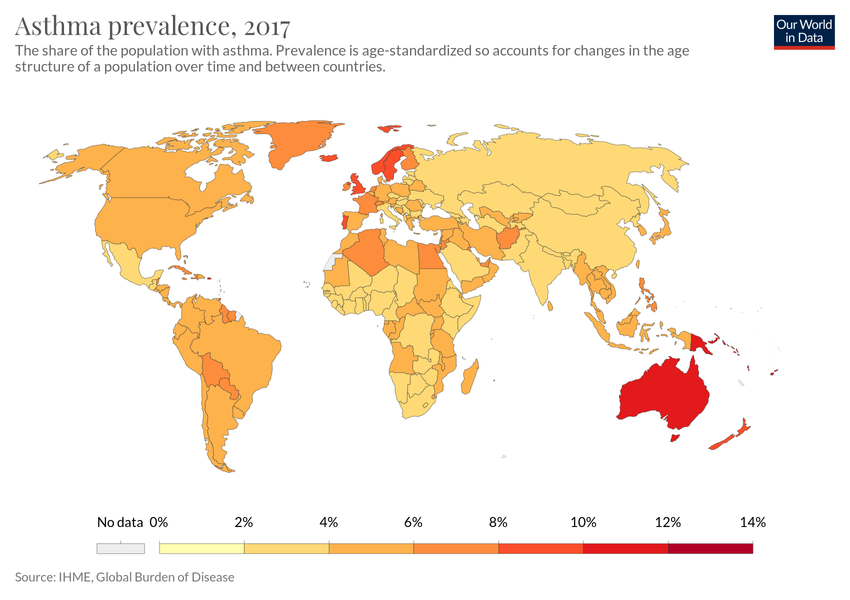 Asthma prevalence, 2017
Our World
in Data
The share of the population with asthma. Prevalence is age-standardized so accounts for changes in the age
structure of a population over time and between countries.
No data 0% 2% 4% 6% 8% 10% 12% 14%
Source: IHME, Global Burden of Disease